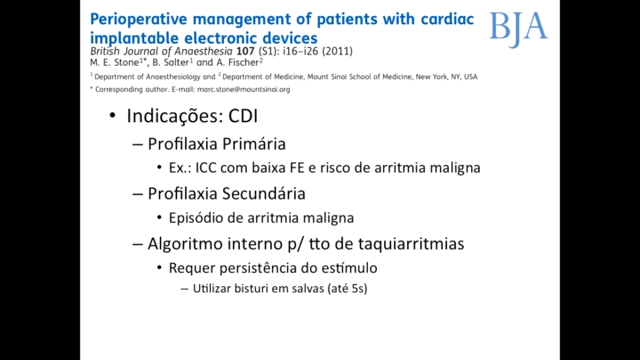 Perioperative management of patients with cardiac
implantable electronic devices
BJA
British Journal of Anaesthesia 107 (S1): i16–i26 (2011)
M. E. Stone1*, B. Salter2 and A. Fischer2
1 Department of Anaesthesiology and 2 Department of Medicine, Mount Sinai School of Medicine, New York, NY, USA
* Corresponding author. E-mail: marc.stone@mountsinai.org
• Indicações: CDI
– Profilaxia Primária
• Ex.: ICC com baixa FE e risco de arritmia maligna
– Profilaxia Secundária
• Episódio de arritmia maligna
– Algoritmo interno p/ tto de taquiarritmias
• Requer persistência do estímulo
– Utilizar bisturi em salvas (até 5s)